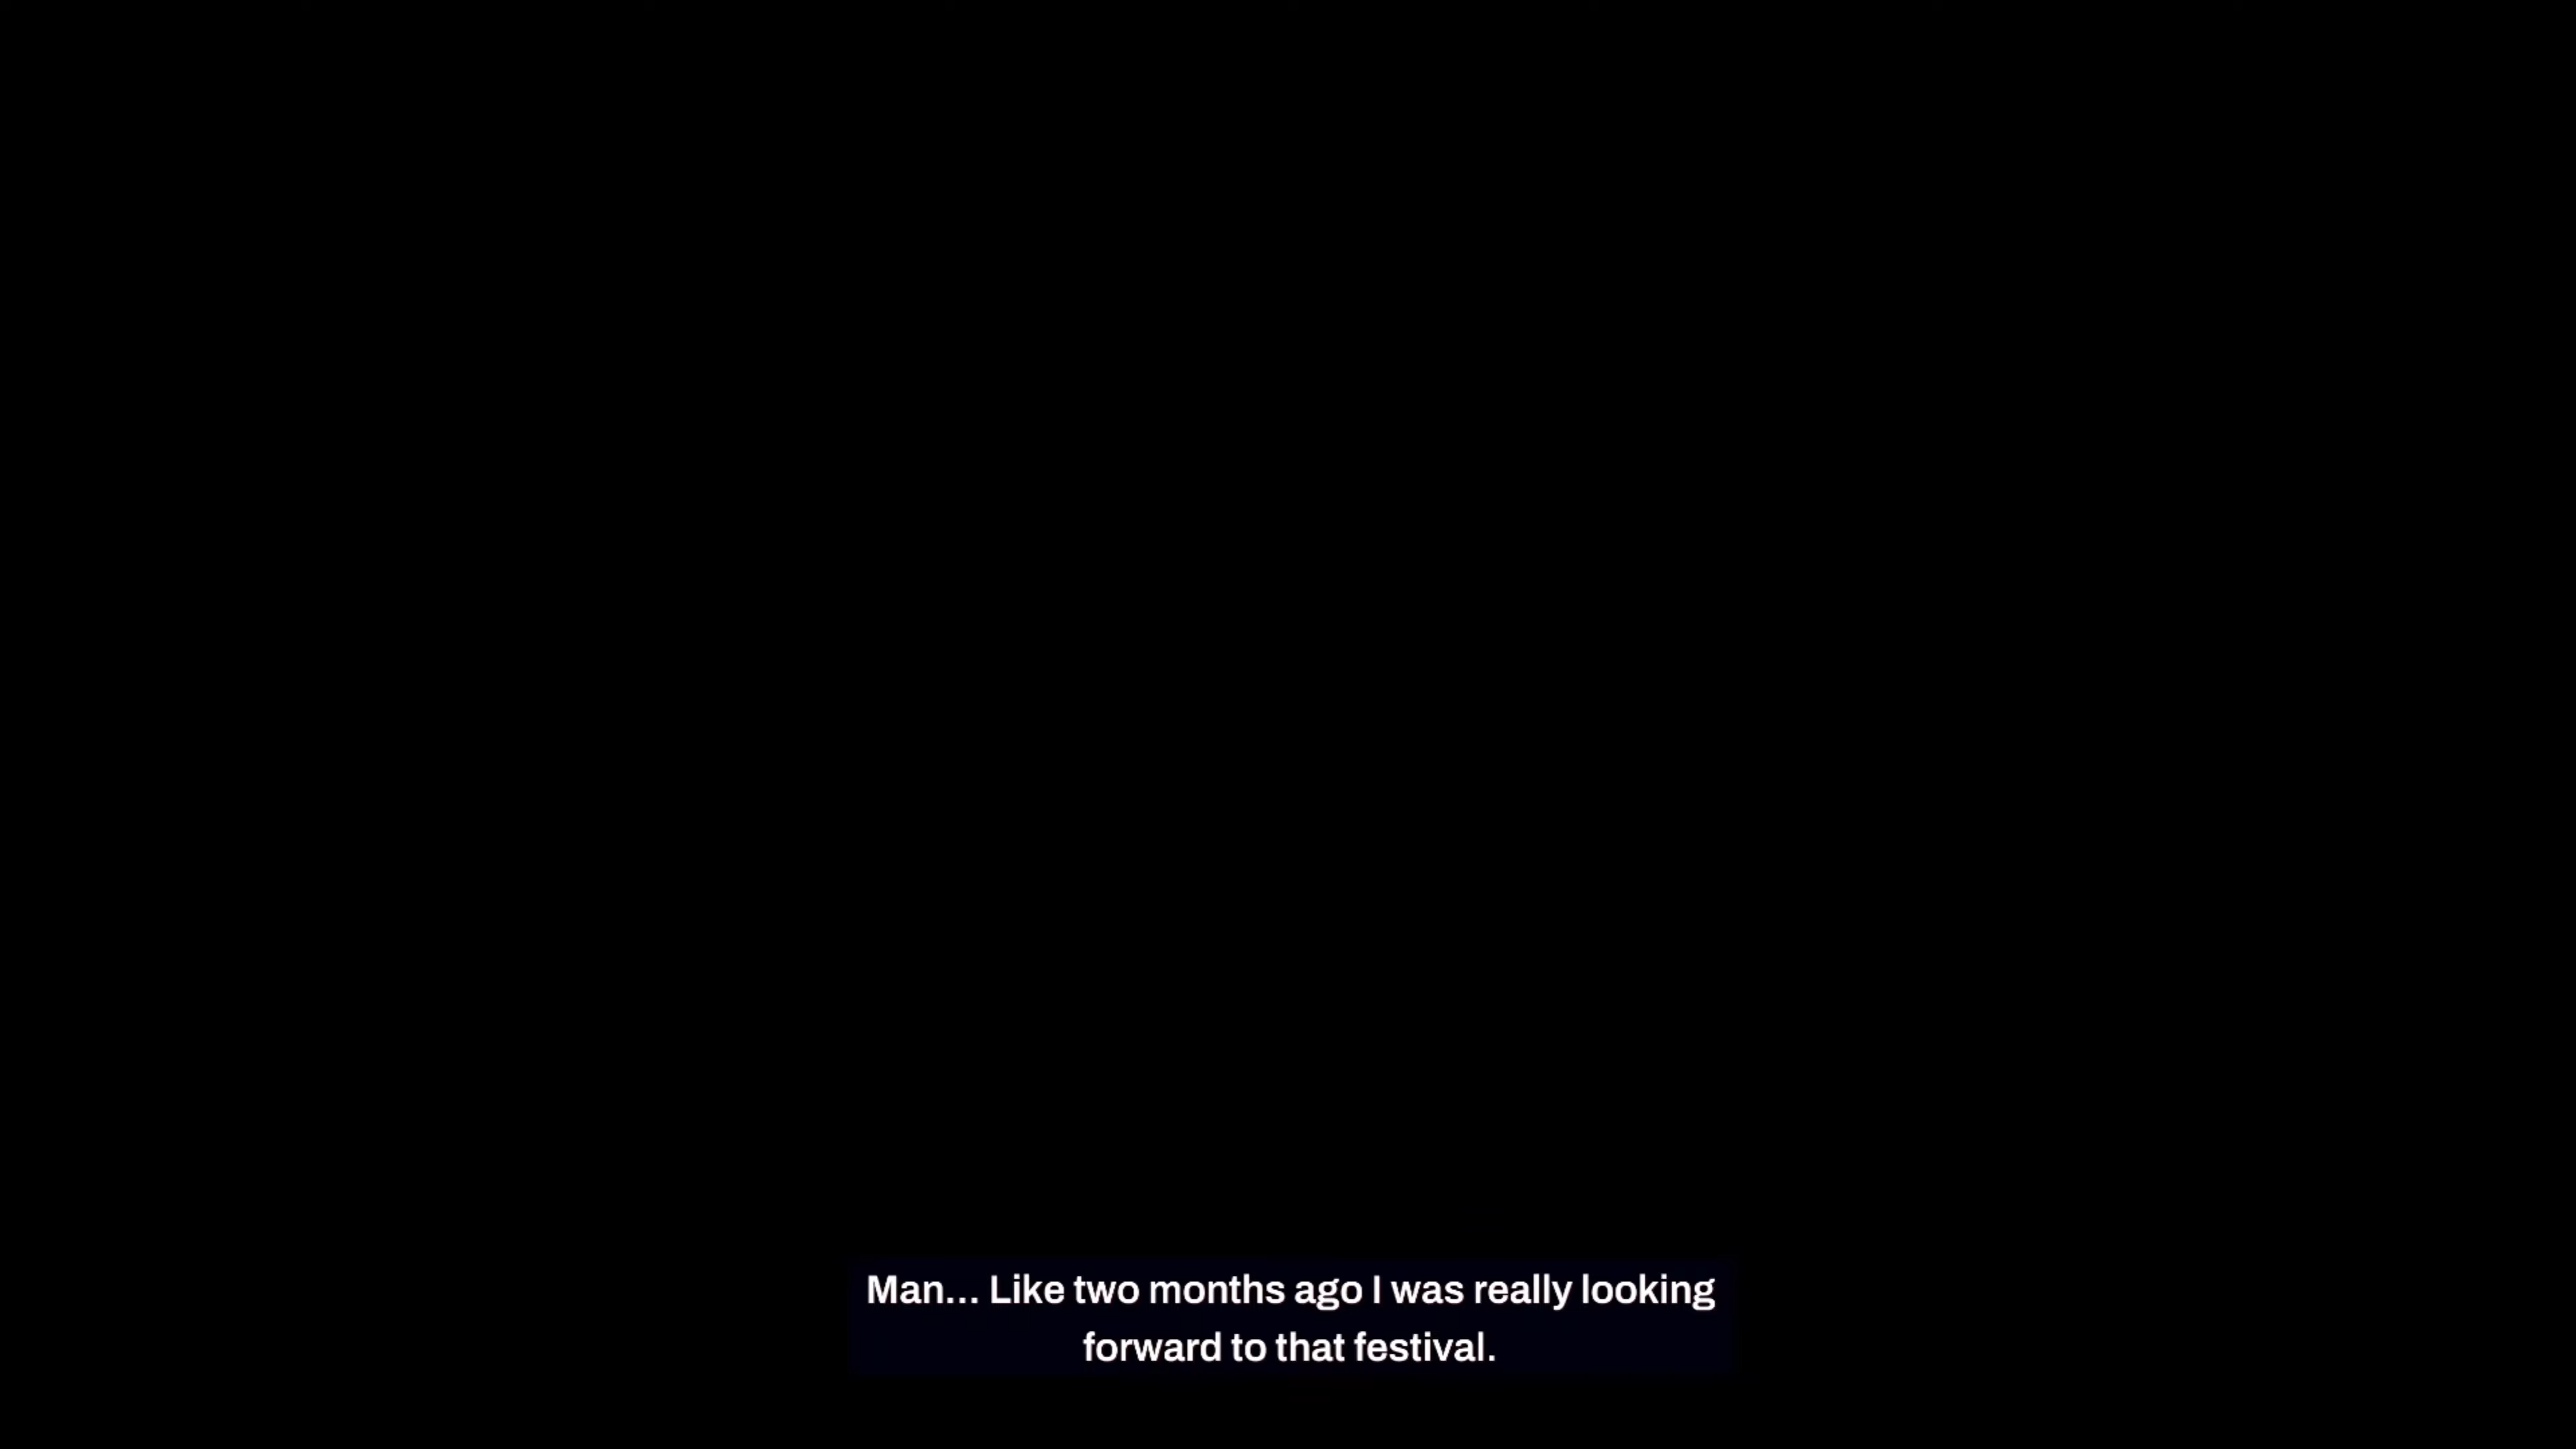 Man... Like two months ago I was really looking
forward to that festival.